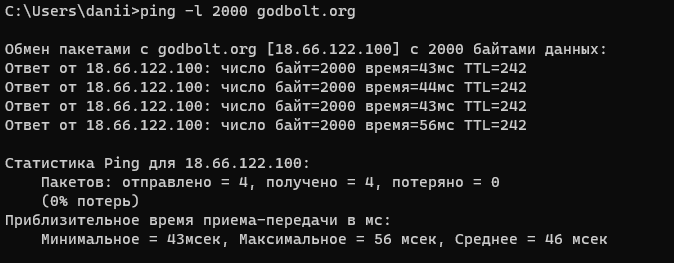 C:\Users\danii>ping -l 2000 godbolt.org
Обмен пакетами с godbolt.org [18.66.122.100] с 2000 байтами данных:
Ответ от 18.66.122.100: число байт=2000 время=43мс TTL=242
Ответ от 18.66.122.100: число байт=2000 время=44мс TTL=242
Ответ от 18.66.122.100: число байт=2000 время=43мс TTL=242
Ответ от 18.66.122.100: число байт=2000 время=56мс TTL=242
Статистика Ping для 18.66.122.100:
Пакетов: отправлено = 4, получено = 4, потеряно = 0
(0% потерь)
Приблизительное время приема-передачи в мс:
Минимальное = 43мсек, Максимальное = 56 мсек, Среднее = 46 мсек